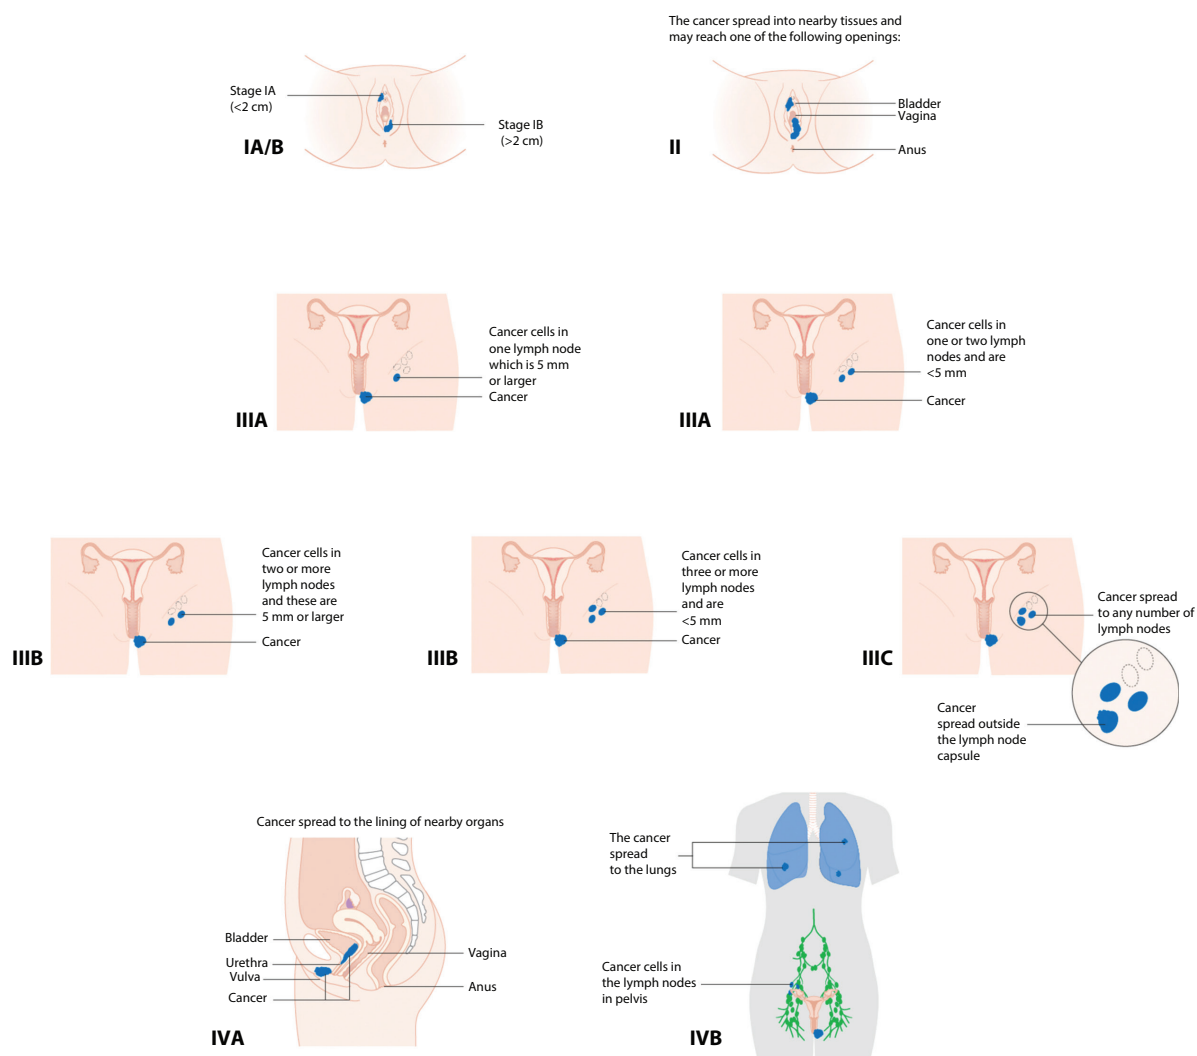 The cancer spread into nearby tissues and
may reach one of the following openings:
Stage IA
(<2 cm)
Stage IB
(>2 cm)
IA/B
Bladder
Vagina
Anus
II
Cancer cells in
one lymph node
which is 5 mm
or larger
Cancer
IIIA
Cancer cells in
one or two lymph
nodes and are
<5 mm
Cancer
IIIA
Cancer cells in
two or more
lymph nodes
and these are
5 mm or larger
Cancer
IIIB
Cancer cells in
three or more
lymph nodes
and are
<5 mm
Cancer
IIIB
Cancer spread
to any number of
lymph nodes
IIIC
Cancer
spread outside
the lymph node
capsule
Cancer spread to the lining of nearby organs
Bladder
Urethra
Vulva
Cancer
Vagina
Anus
IVA
The cancer
spread
to the lungs
Cancer cells in
the lymph nodes
in pelvis
IVB